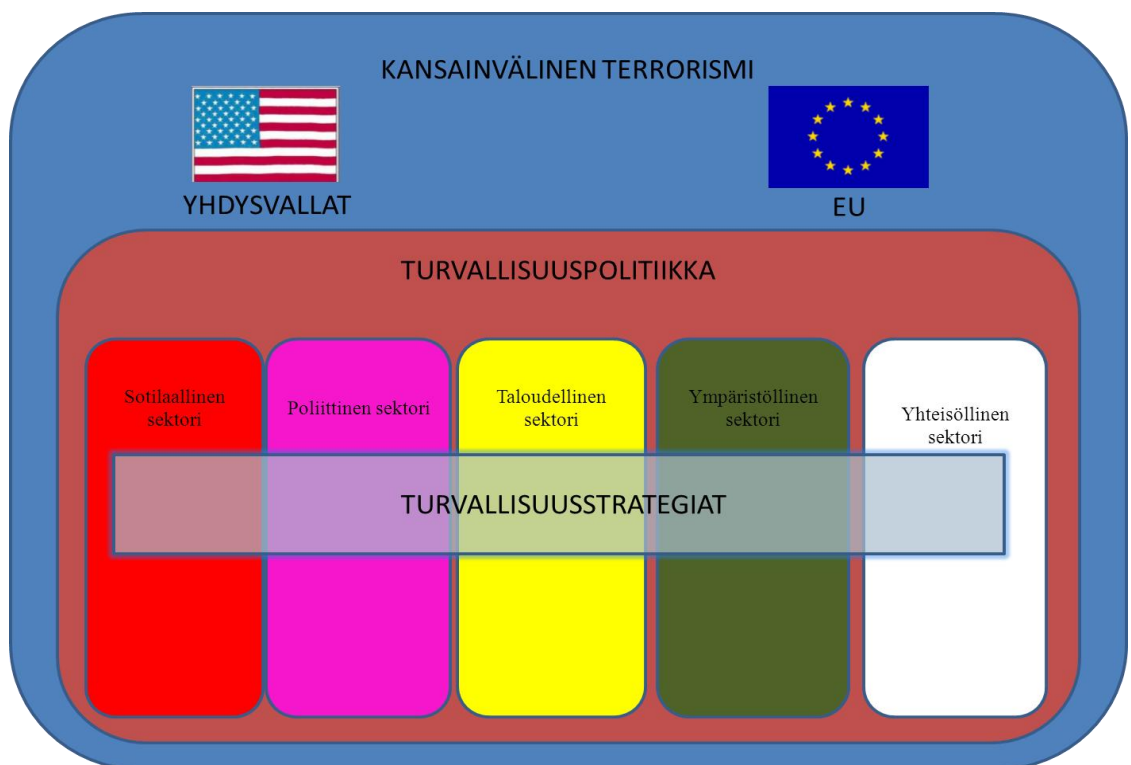 KANSAINVÄLINEN TERRORISMI
YHDYSVALLAT
EU
TURVALLISUUSPOLITIIKKA
Sotilaallinen
sektori
Poliittinen sektori
Taloudellinen
sektori
Ympäristöllinen
sektori
Yhteisöllinen
sektori
TURVALLISUUSSTRATEGIAT